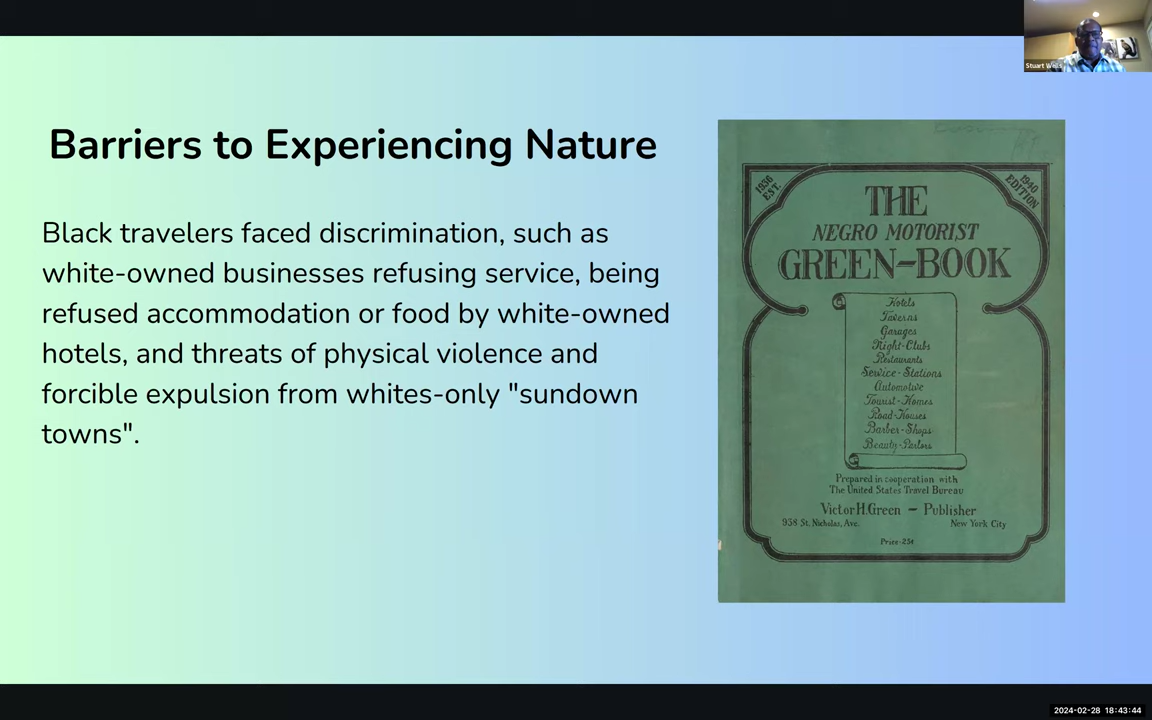 Stuart Wells
Barriers to Experiencing Nature
Black travelers faced discrimination, such as
white-owned businesses refusing service, being
refused accommodation or food by white-owned
hotels, and threats of physical violence and
forcible expulsion from whites-only "sundown
towns".
1936
EST.
1940
EDITION
THE
NEGRO MOTORIST
GREEN-BOOK
Hotels
Taverns
Garages
Night-Clubs
Restaurants
Service-Stations
Automotive
Tourist-Homes
Road-Houses
Barber-Shops
Beauty-Parlors
Prepared in cooperation with
The United States Travel Bureau
Victor H. Green — Publisher
938 St. Nicholas, Ave. New York City
Price-25¢
2024-02-28 18:43:44